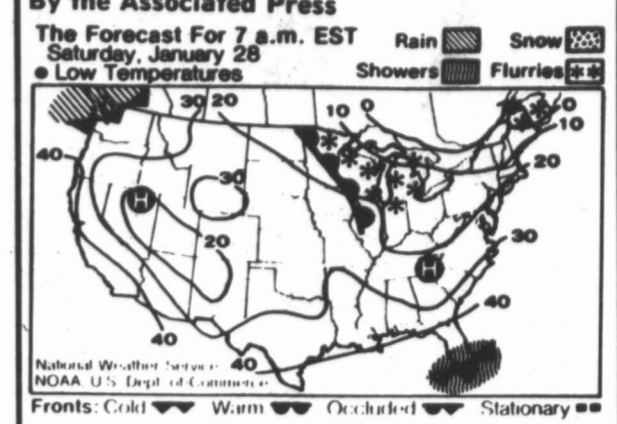 By the Associated Press
The Forecast For 7 a.m. EST
Saturday, January 28
• Low Temperatures
Rain Snow
Showers Flurries
30 20 10 0 0
10
40
20
30
20
30
40
40
40
National Weather Service
NOAA, U.S. Dept. of Commerce
Fronts: Cold Warm Occluded Stationary
H
H